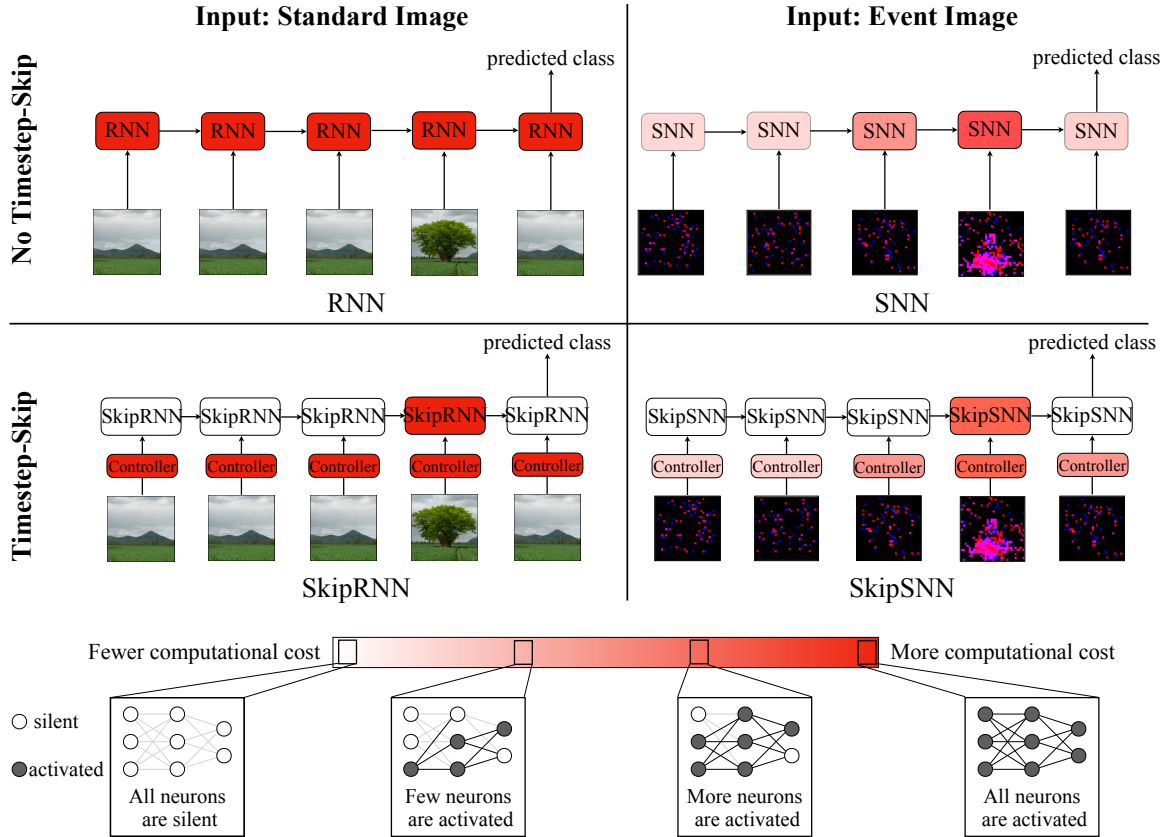 Input: Standard Image
Input: Event Image
No Timestep-Skip
predicted class
RNN
RNN
RNN
RNN
RNN
RNN
predicted class
SNN
SNN
SNN
SNN
SNN
SNN
Timestep-Skip
predicted class
SkipRNN
SkipRNN
SkipRNN
SkipRNN
SkipRNN
Controller
Controller
Controller
Controller
Controller
SkipRNN
predicted class
SkipSNN
SkipSNN
SkipSNN
SkipSNN
SkipSNN
Controller
Controller
Controller
Controller
Controller
SkipSNN
Fewer computational cost
More computational cost
silent
activated
All neurons
are silent
Few neurons
are activated
More neurons
are activated
All neurons
are activated